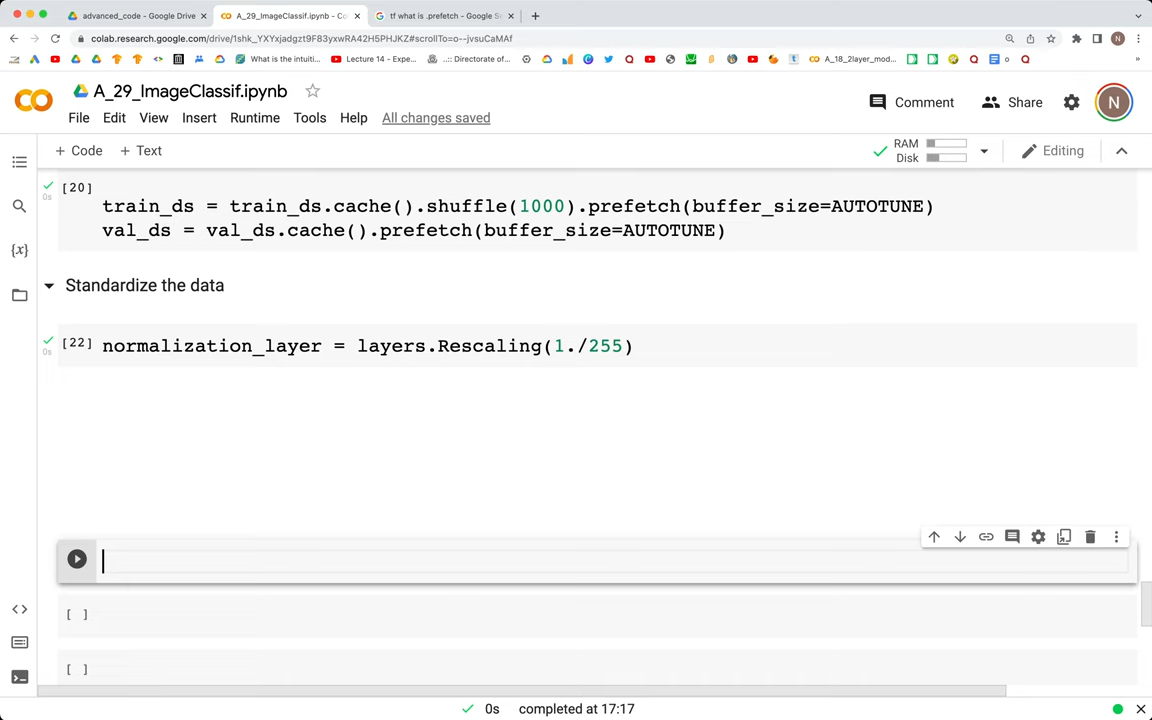 advanced_code - Google Drive
A_29_ImageClassif.ipynb - Co
tf what is .prefetch - Google S
colab.research.google.com/drive/1shk_YXYxjadgzt9F83yxwRA42H5PHJKZ#scrollTo=o--jvsuCaMAf
What is the intuiti...
Lecture 14 - Expe...
..:: Directorate of...
A_18_2layer_mod...
A_29_ImageClassif.ipynb
Comment
Share
N
File Edit View Insert Runtime Tools Help All changes saved
+ Code + Text
RAM
Disk
Editing
[20]
0s
train_ds = train_ds.cache().shuffle(1000).prefetch(buffer_size=AUTOTUNE)
val_ds = val_ds.cache().prefetch(buffer_size=AUTOTUNE)
Standardize the data
[22] normalization_layer = layers.Rescaling(1./255)
0s
[ ]
[ ]
0s completed at 17:17